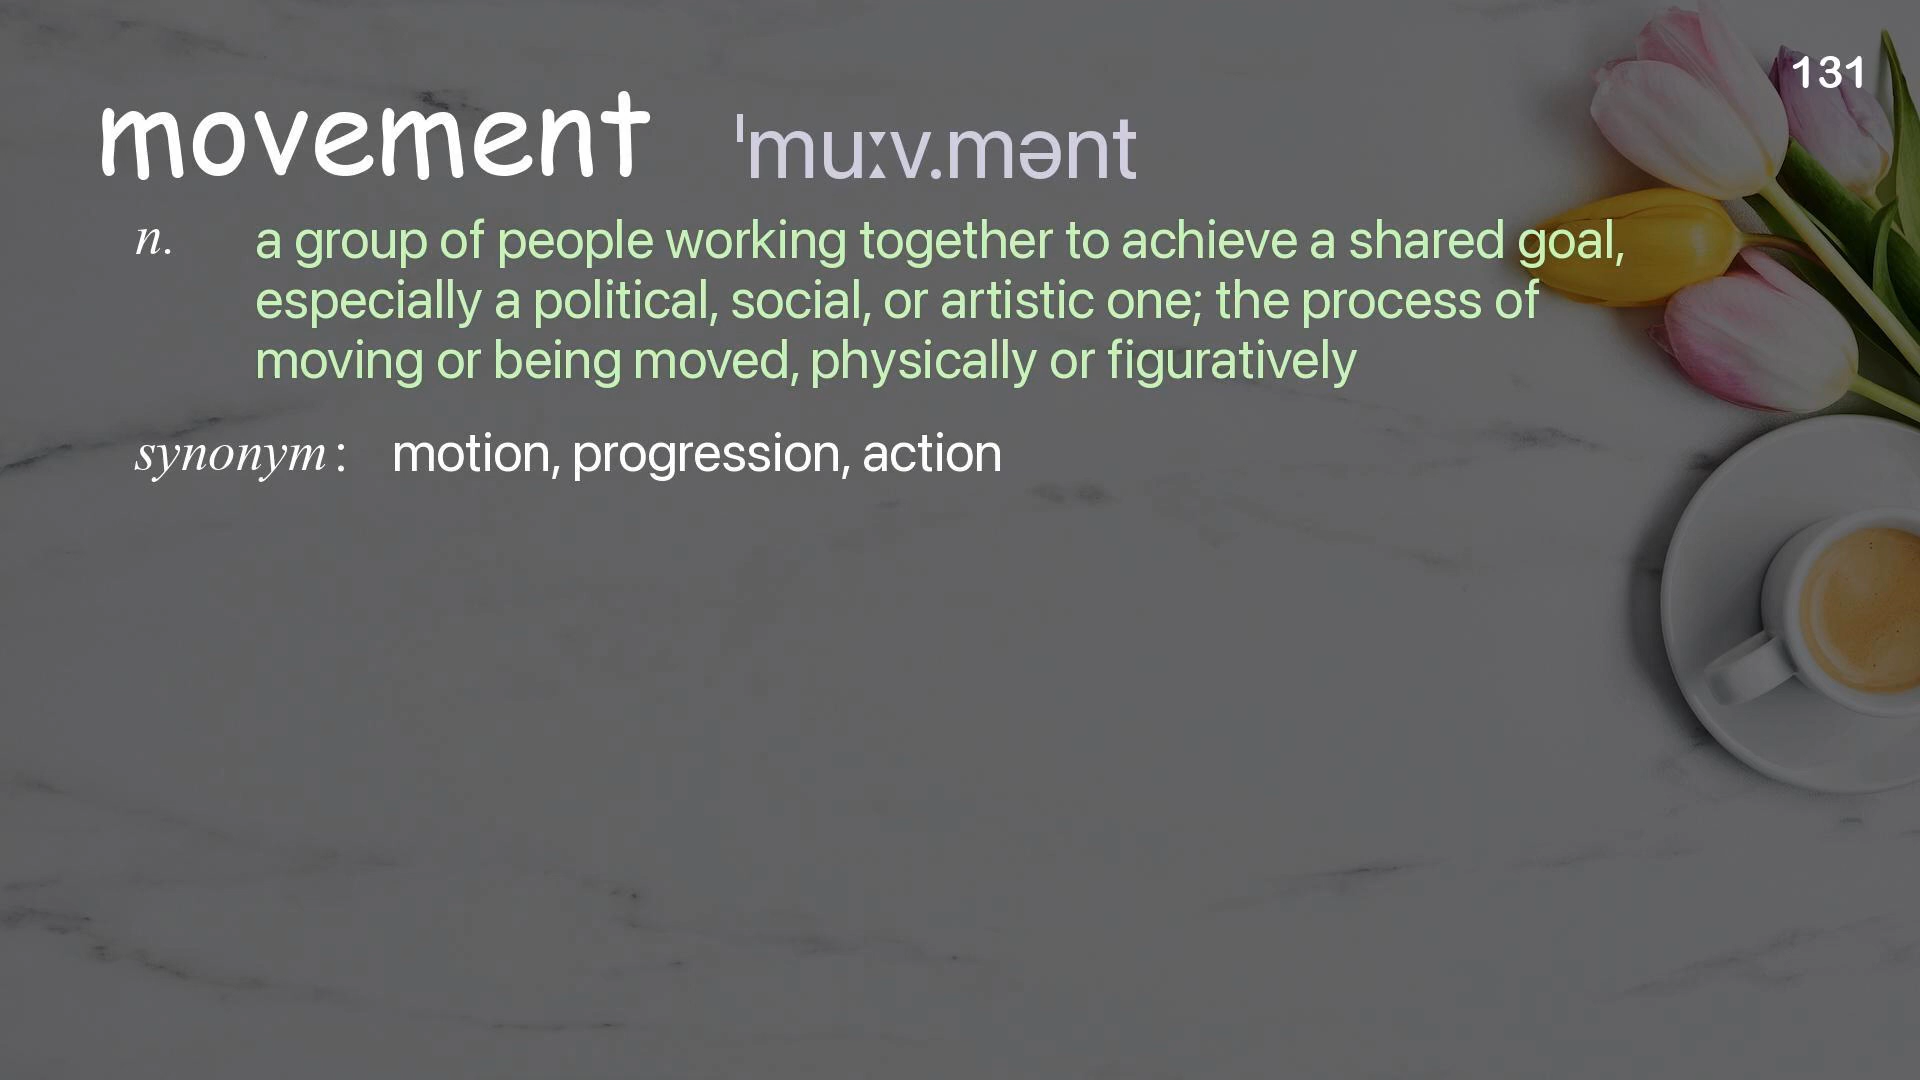 131
movement ˈmuːv.mənt
n. a group of people working together to achieve a shared goal,
especially a political, social, or artistic one; the process of
moving or being moved, physically or figuratively
synonym : motion, progression, action